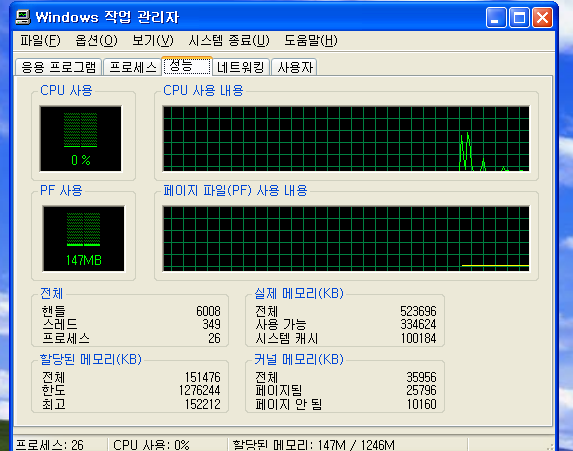 Windows 작업 관리자
파일(F) 옵션(O) 보기(V) 시스템 종료(U) 도움말(H)
응용 프로그램 프로세스 성능 네트워킹 사용자
CPU 사용 CPU 사용 내용
0 %
PF 사용 페이지 파일(PF) 사용 내용
147MB
전체
핸들 6008
스레드 349
프로세스 26
실제 메모리(KB)
전체 523696
사용 가능 334624
시스템 캐시 100184
할당된 메모리(KB)
전체 151476
한도 1276244
최고 152212
커널 메모리(KB)
전체 35956
페이지됨 25796
페이지 안 됨 10160
프로세스: 26 CPU 사용: 0% 할당된 메모리: 147M / 1246M